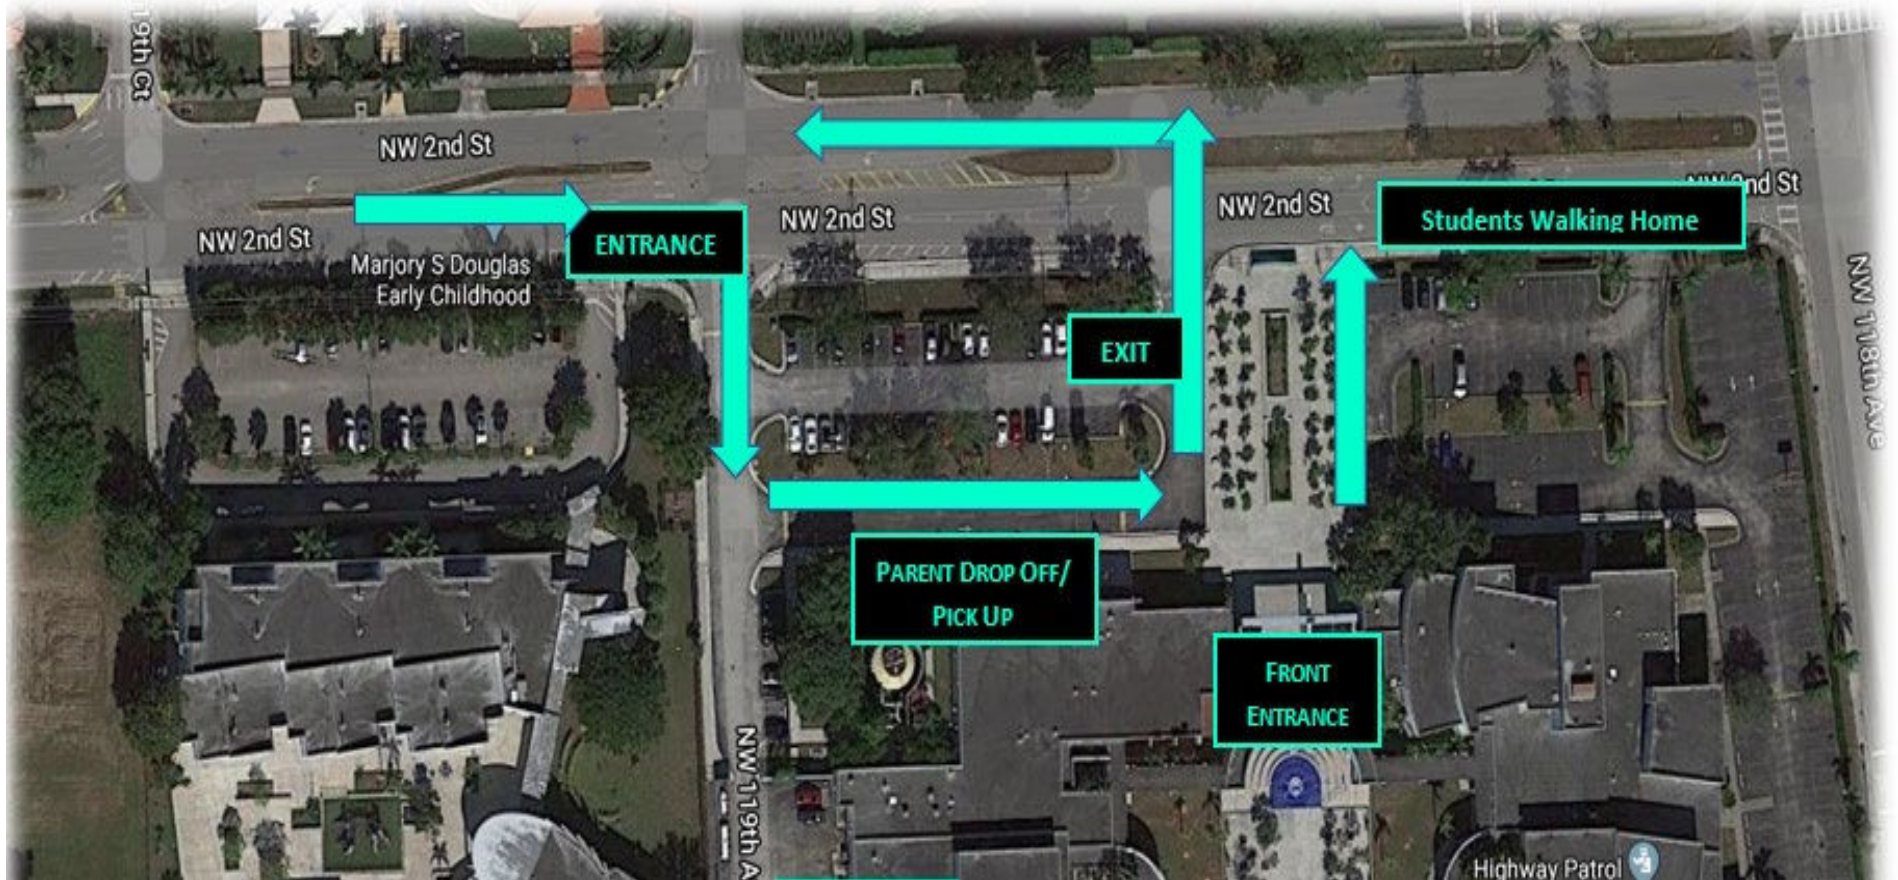 19th Ct
NW 2nd St
NW 2nd St
ENTRANCE
NW 2nd St
NW 2nd St
Students Walking Home
nd St
Marjory S Douglas
Early Childhood
EXIT
NW 118th Ave
PARENT DROP OFF/
PICK UP
FRONT
ENTRANCE
NW 119th A
Highway Patrol